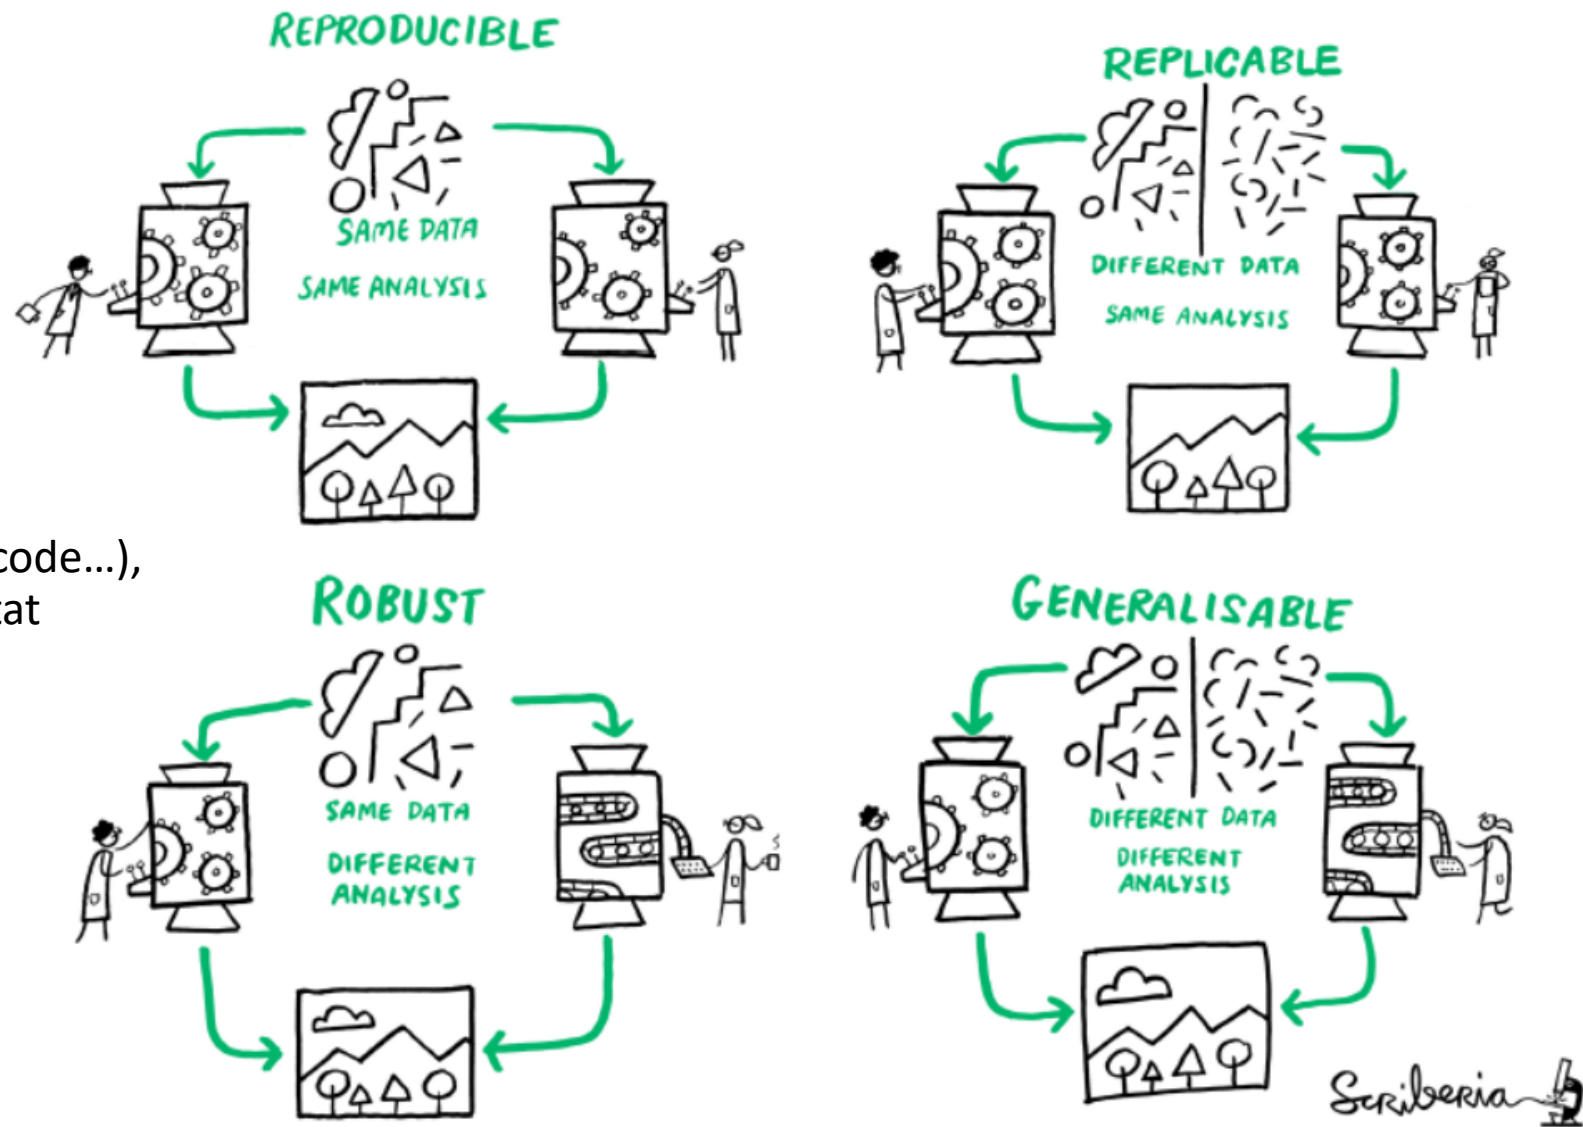 REPRODUCIBLE
SAME DATA
SAME ANALYSIS
REPLICABLE
DIFFERENT DATA
SAME ANALYSIS
code…),
tat
ROBUST
SAME DATA
DIFFERENT
ANALYSIS
GENERALISABLE
DIFFERENT DATA
DIFFERENT
ANALYSIS
Scriberia